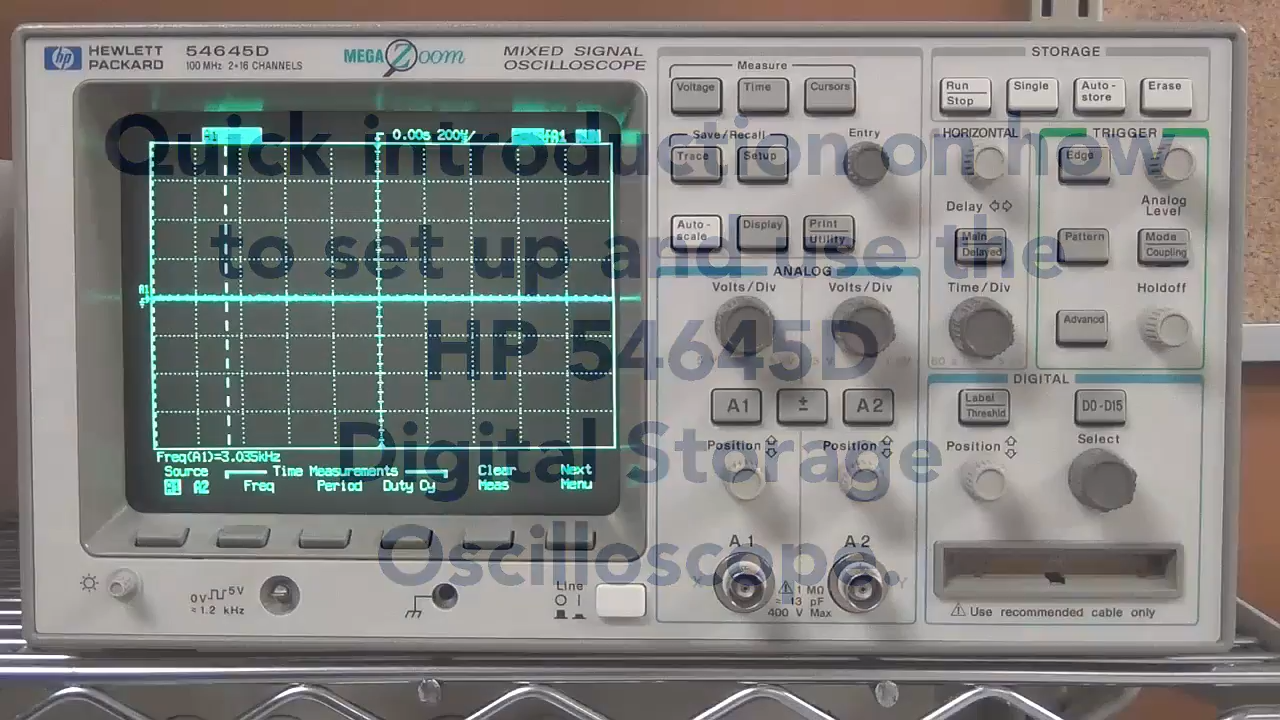 Quick introduction on how
to set up and use the
HP 54645D
Digital Storage
Oscilloscope
hp HEWLETT
PACKARD
54645D
100 MHz 2+16 CHANNELS
MEGA Zoom
MIXED SIGNAL
OSCILLOSCOPE
A1
0.00s 200
A1
Freq(A1)=3.035kHz
Source
Time Measurements
Clear
Next
A1 A2
Freq
Period
Duty Cy
Meas
Menu
0V 5V
≈1.2 kHz
Line
O I
Measure
Voltage
Time
Cursors
Save/Recall
Trace
Setup
Entry
Auto-
scale
Display
Print
Utility
ANALOG
Volts/Div
Volts/Div
A1
±
A2
Position
Position
A1
A2
X
Y
1 MΩ
≈ 13 pF
400 V Max
STORAGE
Run
Stop
Single
Auto-
store
Erase
HORIZONTAL
Delay
Main
Delayed
Time/Div
TRIGGER
Edge
Analog
Level
Pattern
Mode
Coupling
Holdoff
Advancd
DIGITAL
Label
Threshld
D0-D15
Position
Select
Use recommended cable only